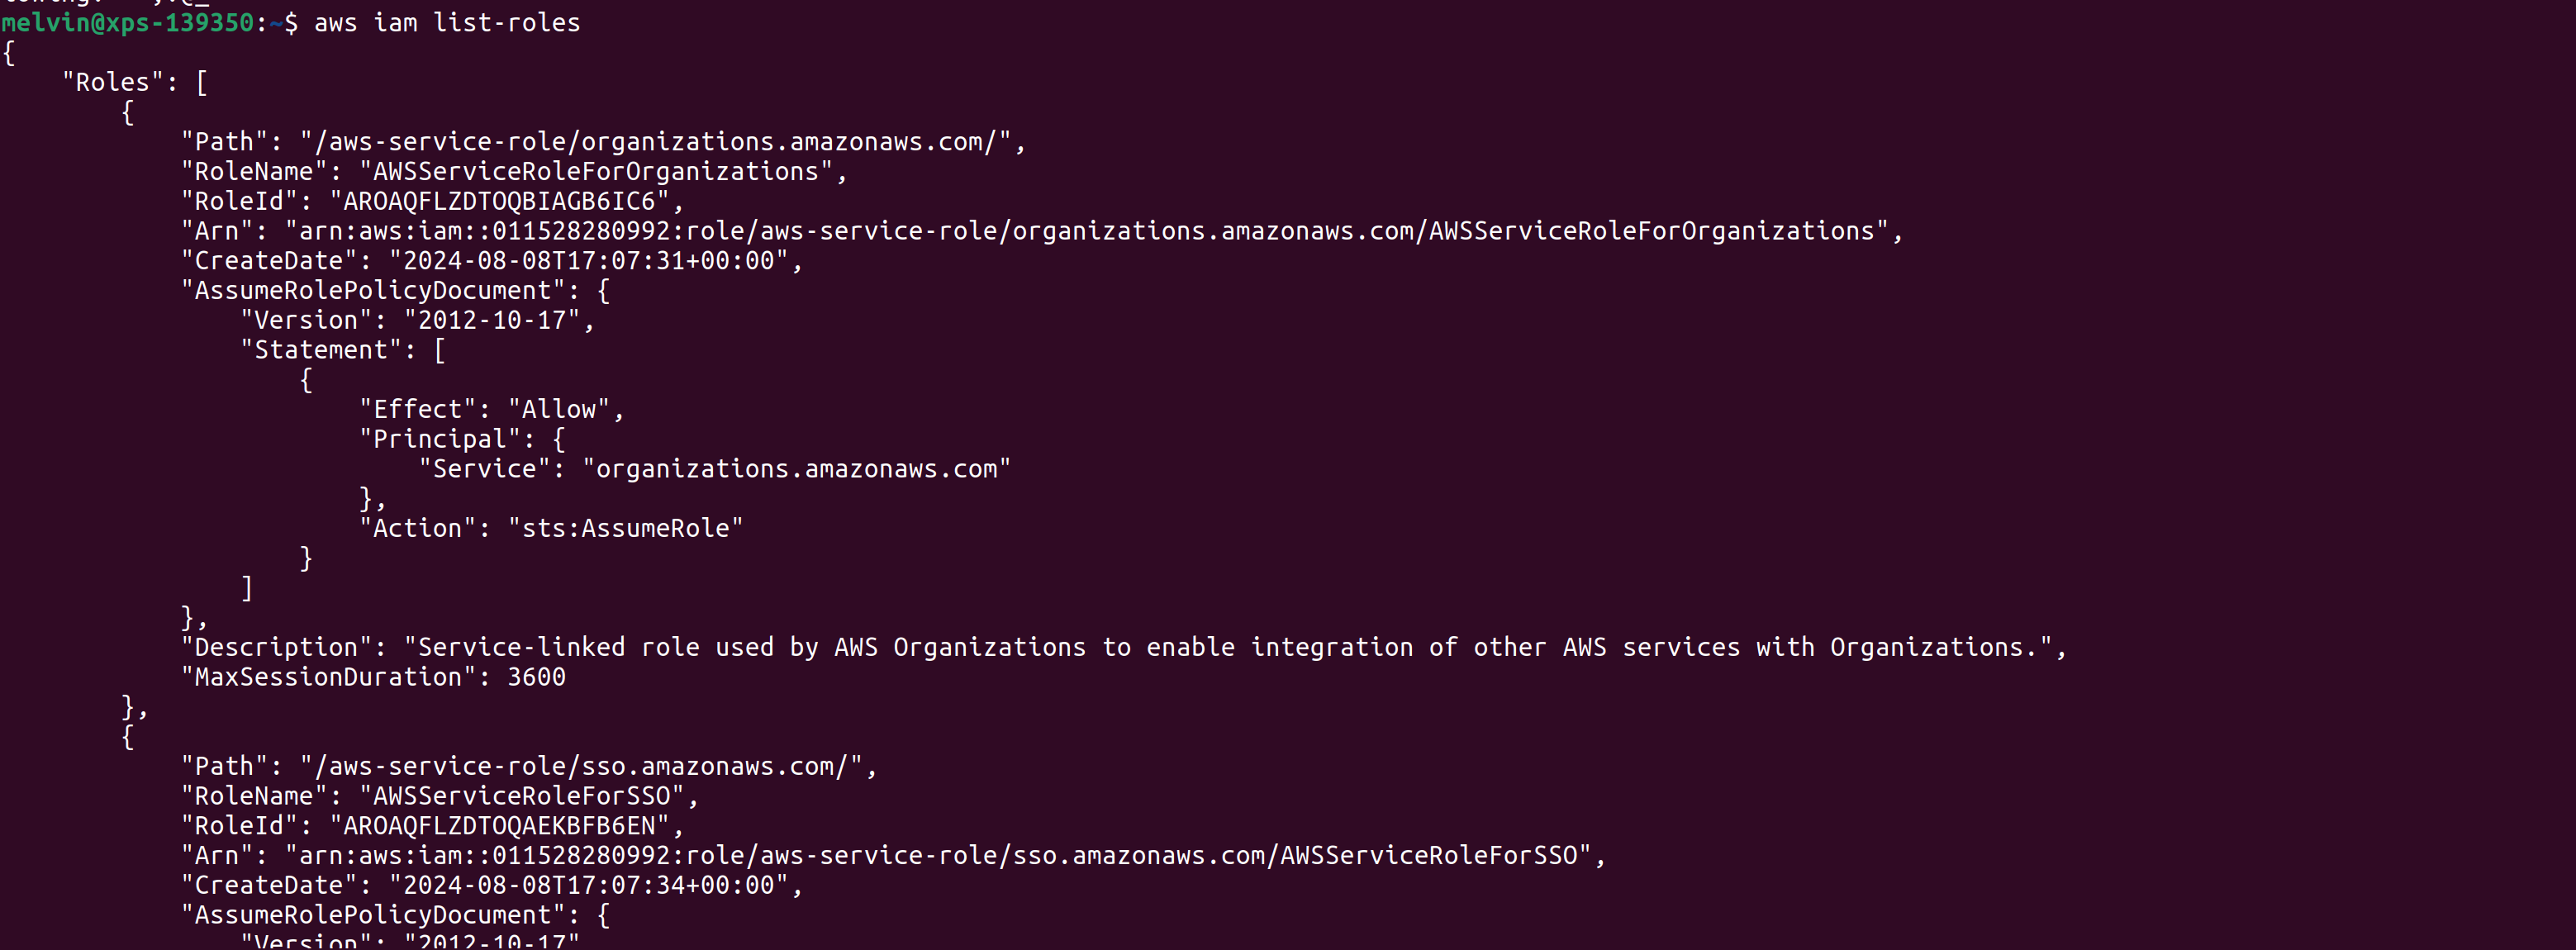 melvin@xps-139350:~$ aws iam list-roles
{
    "Roles": [
        {
            "Path": "/aws-service-role/organizations.amazonaws.com/",
            "RoleName": "AWSServiceRoleForOrganizations",
            "RoleId": "AROAQFLZDTOQBIAGB6IC6",
            "Arn": "arn:aws:iam::011528280992:role/aws-service-role/organizations.amazonaws.com/AWSServiceRoleForOrganizations",
            "CreateDate": "2024-08-08T17:07:31+00:00",
            "AssumeRolePolicyDocument": {
                "Version": "2012-10-17",
                "Statement": [
                    {
                        "Effect": "Allow",
                        "Principal": {
                            "Service": "organizations.amazonaws.com"
                        },
                        "Action": "sts:AssumeRole"
                    }
                ]
            },
            "Description": "Service-linked role used by AWS Organizations to enable integration of other AWS services with Organizations.",
            "MaxSessionDuration": 3600
        },
        {
            "Path": "/aws-service-role/sso.amazonaws.com/",
            "RoleName": "AWSServiceRoleForSSO",
            "RoleId": "AROAQFLZDTOQAEKBFB6EN",
            "Arn": "arn:aws:iam::011528280992:role/aws-service-role/sso.amazonaws.com/AWSServiceRoleForSSO",
            "CreateDate": "2024-08-08T17:07:34+00:00",
            "AssumeRolePolicyDocument": {
                "Version": "2012-10-17"